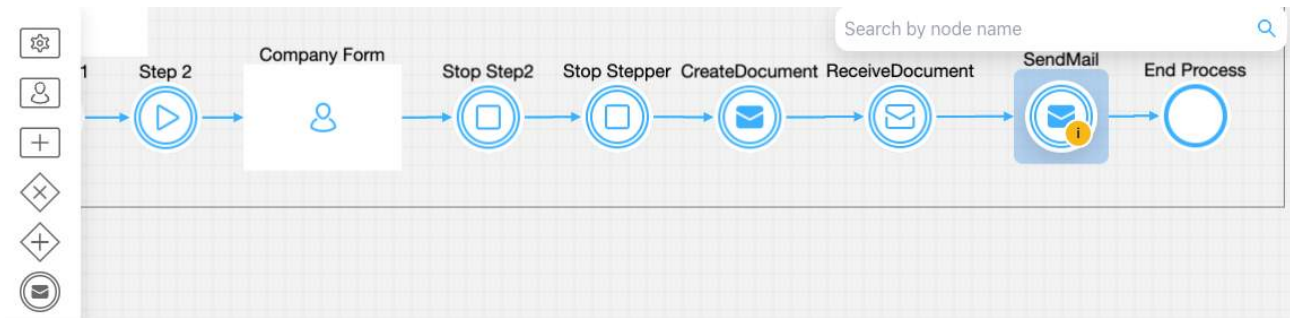 Search by node name
1
Step 2
Company Form
Stop Step2
Stop Stepper
CreateDocument
ReceiveDocument
SendMail
End Process
i